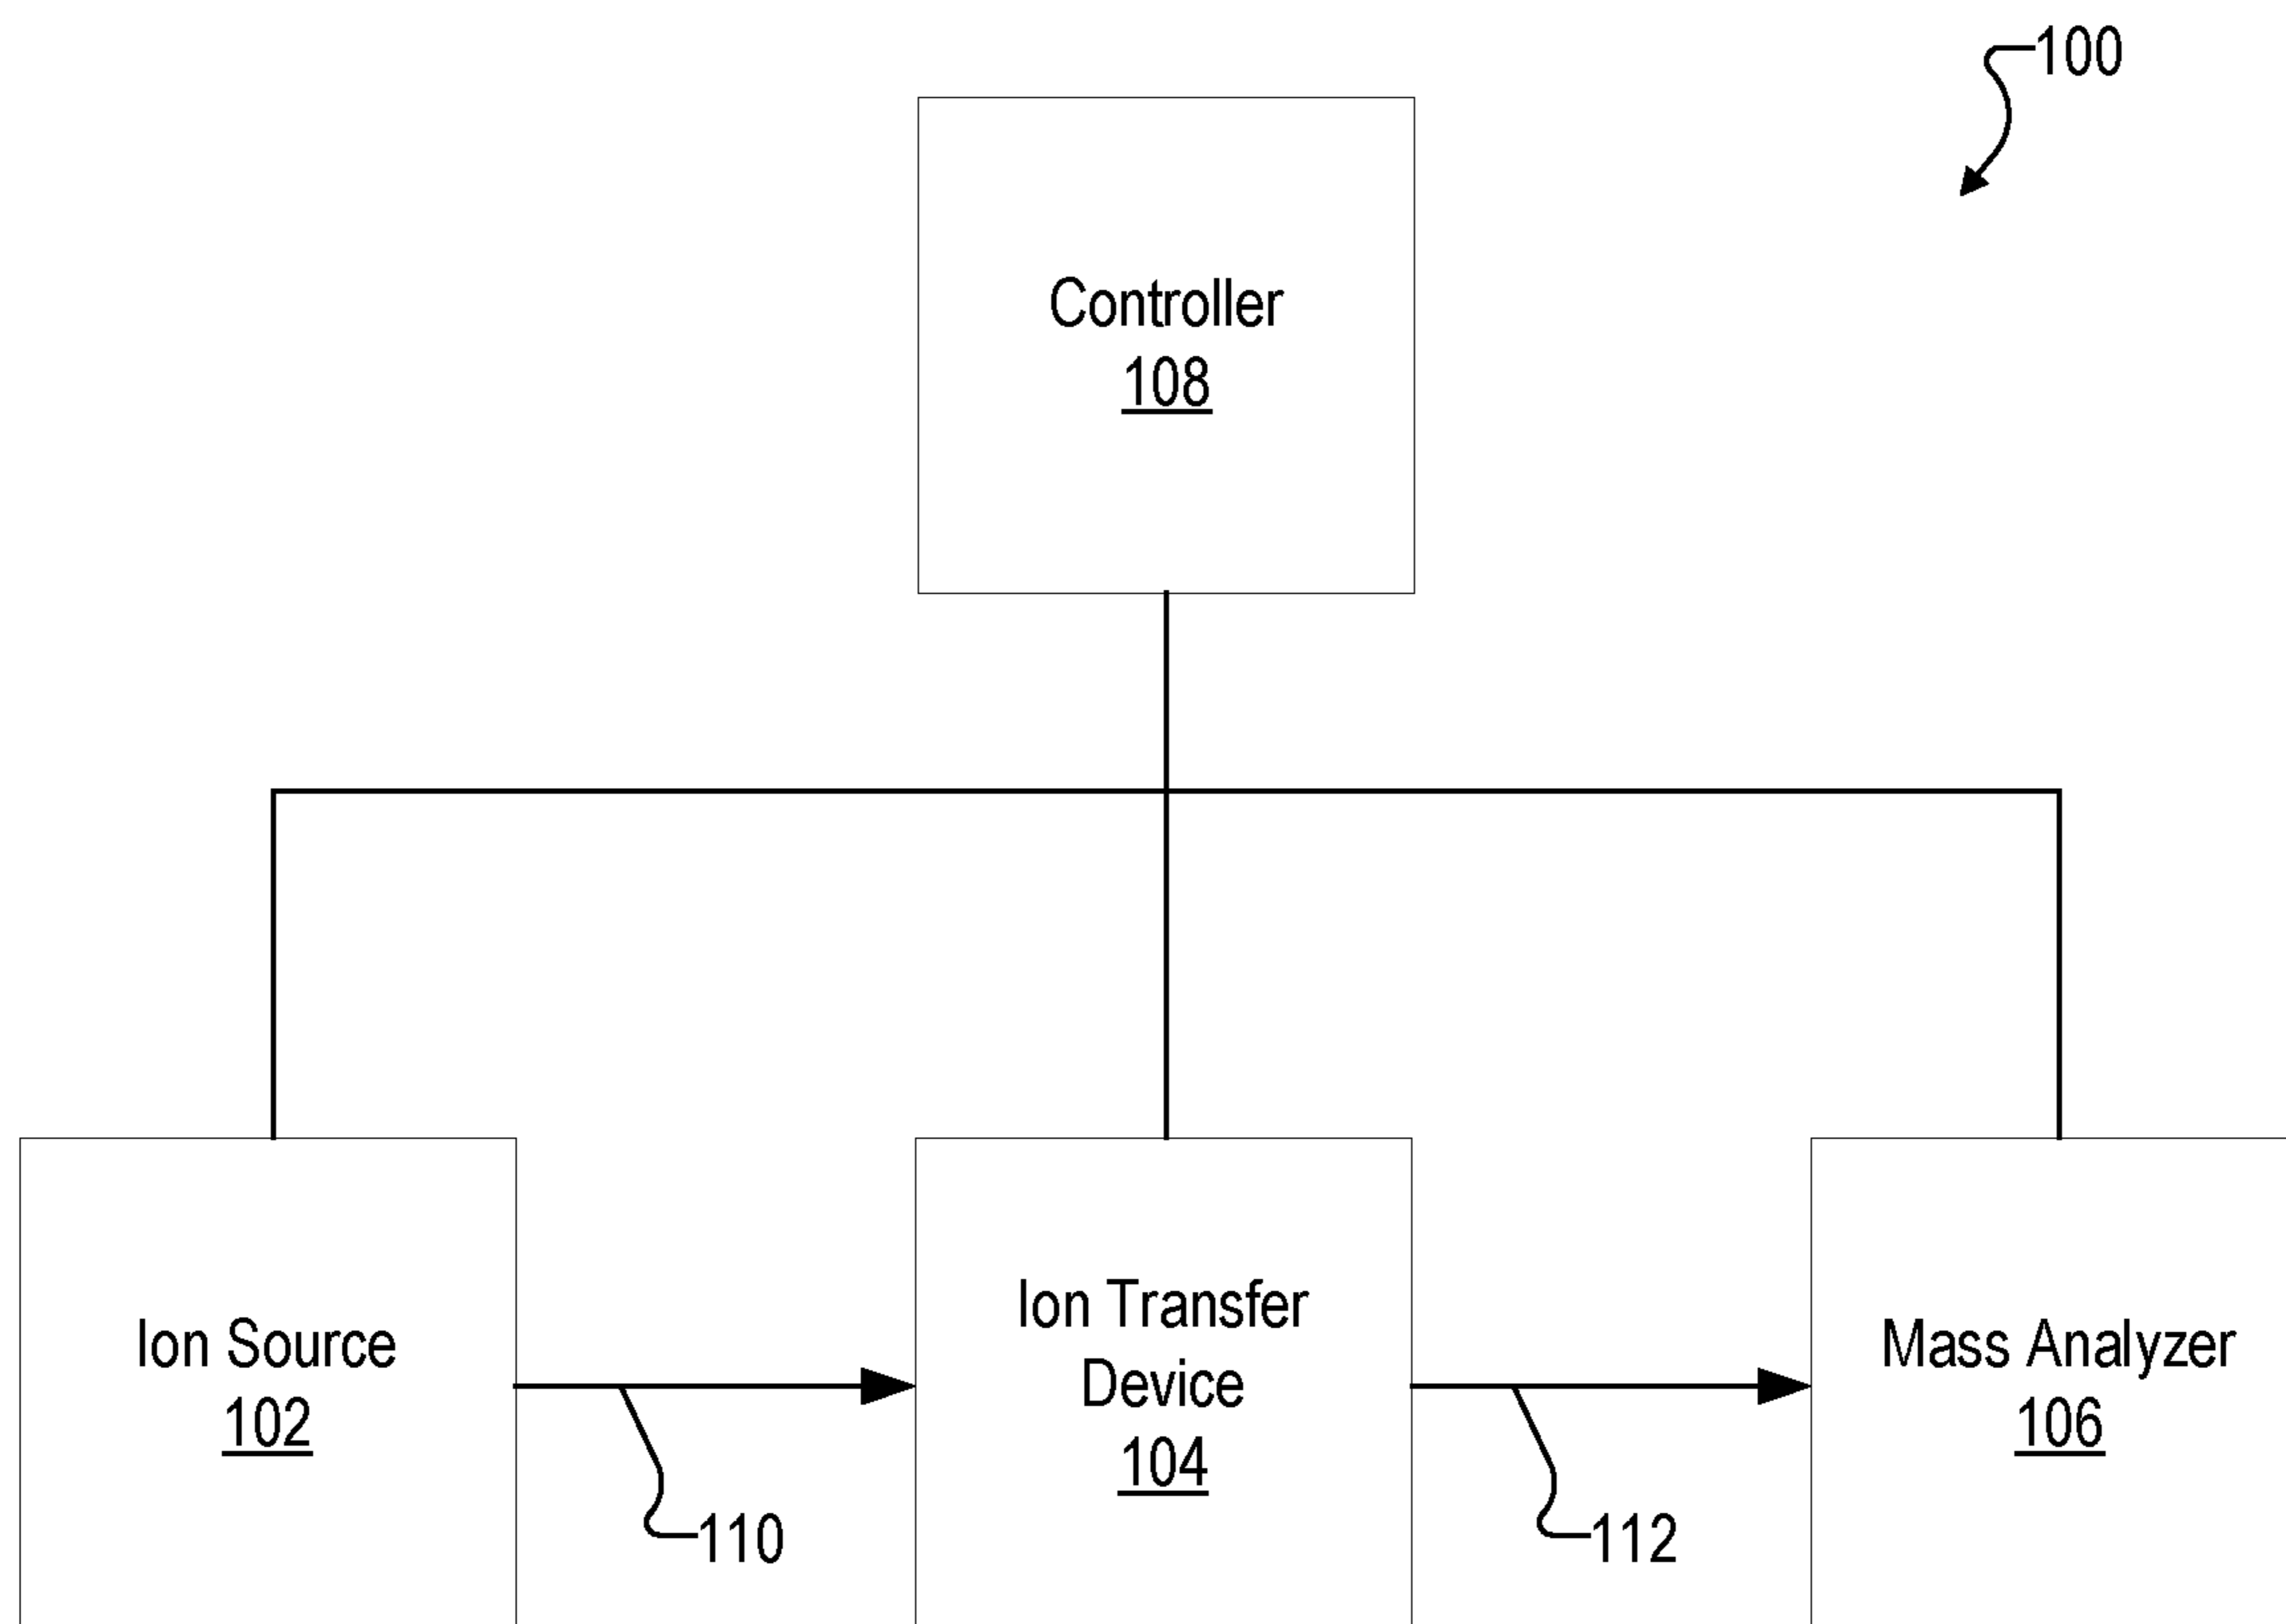 100
Controller
108
Ion Source
102
Ion Transfer
Device
104
Mass Analyzer
106
110
112